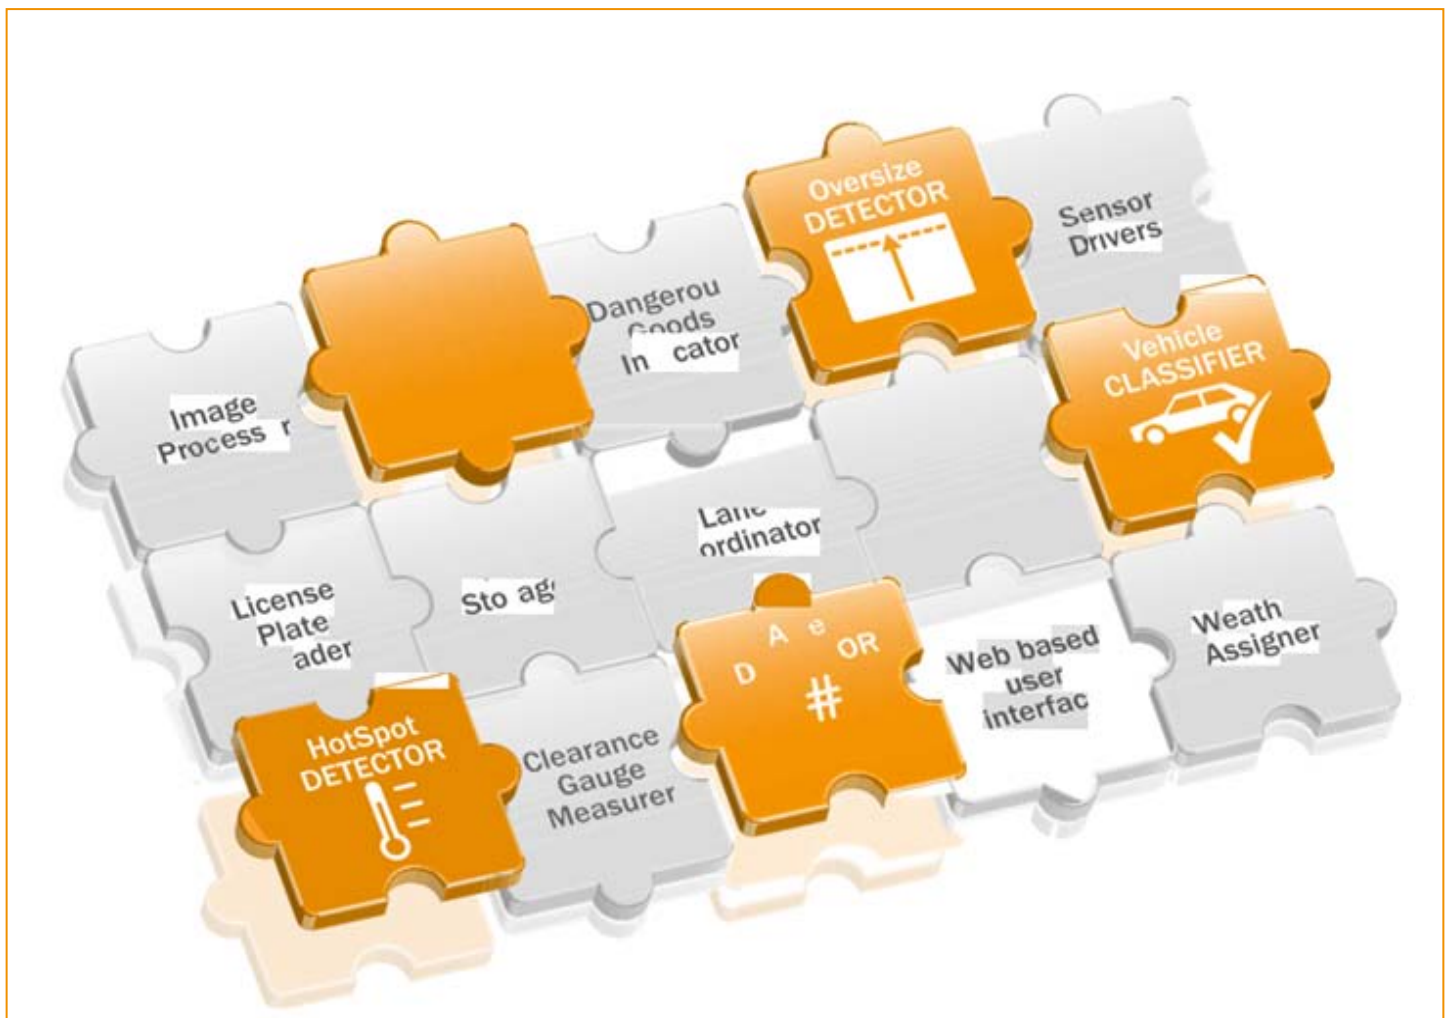 Oversize
DETECTOR
Sensor
Drivers
Dangerou
Goods
In cator
Vehicle
CLASSIFIER
Image
Process r
Lane
ordinator
License
Plate
ader
Sto ag
D A e OR
#
Web based
user
interfac
Weath
Assigner
HotSpot
DETECTOR
Clearance
Gauge
Measurer